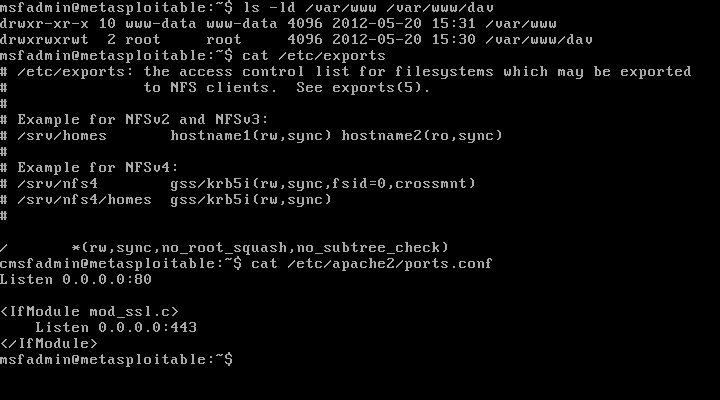 msfadmin@metasploitable:~$ ls -ld /var/www /var/www/dav
drwxr-xr-x 10 www-data www-data 4096 2012-05-20 15:31 /var/www
drwxrwxrwt  2 root     root     4096 2012-05-20 15:30 /var/www/dav
msfadmin@metasploitable:~$ cat /etc/exports
# /etc/exports: the access control list for filesystems which may be exported
#               to NFS clients.  See exports(5).
#
# Example for NFSv2 and NFSv3:
# /srv/homes       hostname1(rw,sync) hostname2(ro,sync)
#
# Example for NFSv4:
# /srv/nfs4        gss/krb5i(rw,sync,fsid=0,crossmnt)
# /srv/nfs4/homes  gss/krb5i(rw,sync)
#

/       *(rw,sync,no_root_squash,no_subtree_check)
cmsfadmin@metasploitable:~$ cat /etc/apache2/ports.conf
Listen 0.0.0.0:80

<IfModule mod_ssl.c>
    Listen 0.0.0.0:443
</IfModule>
msfadmin@metasploitable:~$